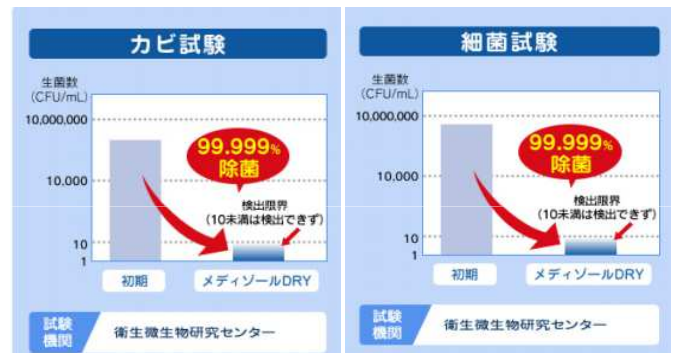 カビ試験
生菌数
(CFU/mL)
10,000,000
99.999%
除菌
10,000
検出限界
(10未満は検出できず)
10
1
初期
メディゾールDRY
試験
機関
衛生微生物研究センター
細菌試験
生菌数
(CFU/mL)
10,000,000
99.999%
除菌
10,000
検出限界
(10未満は検出できず)
10
1
初期
メディゾールDRY
試験
機関
衛生微生物研究センター